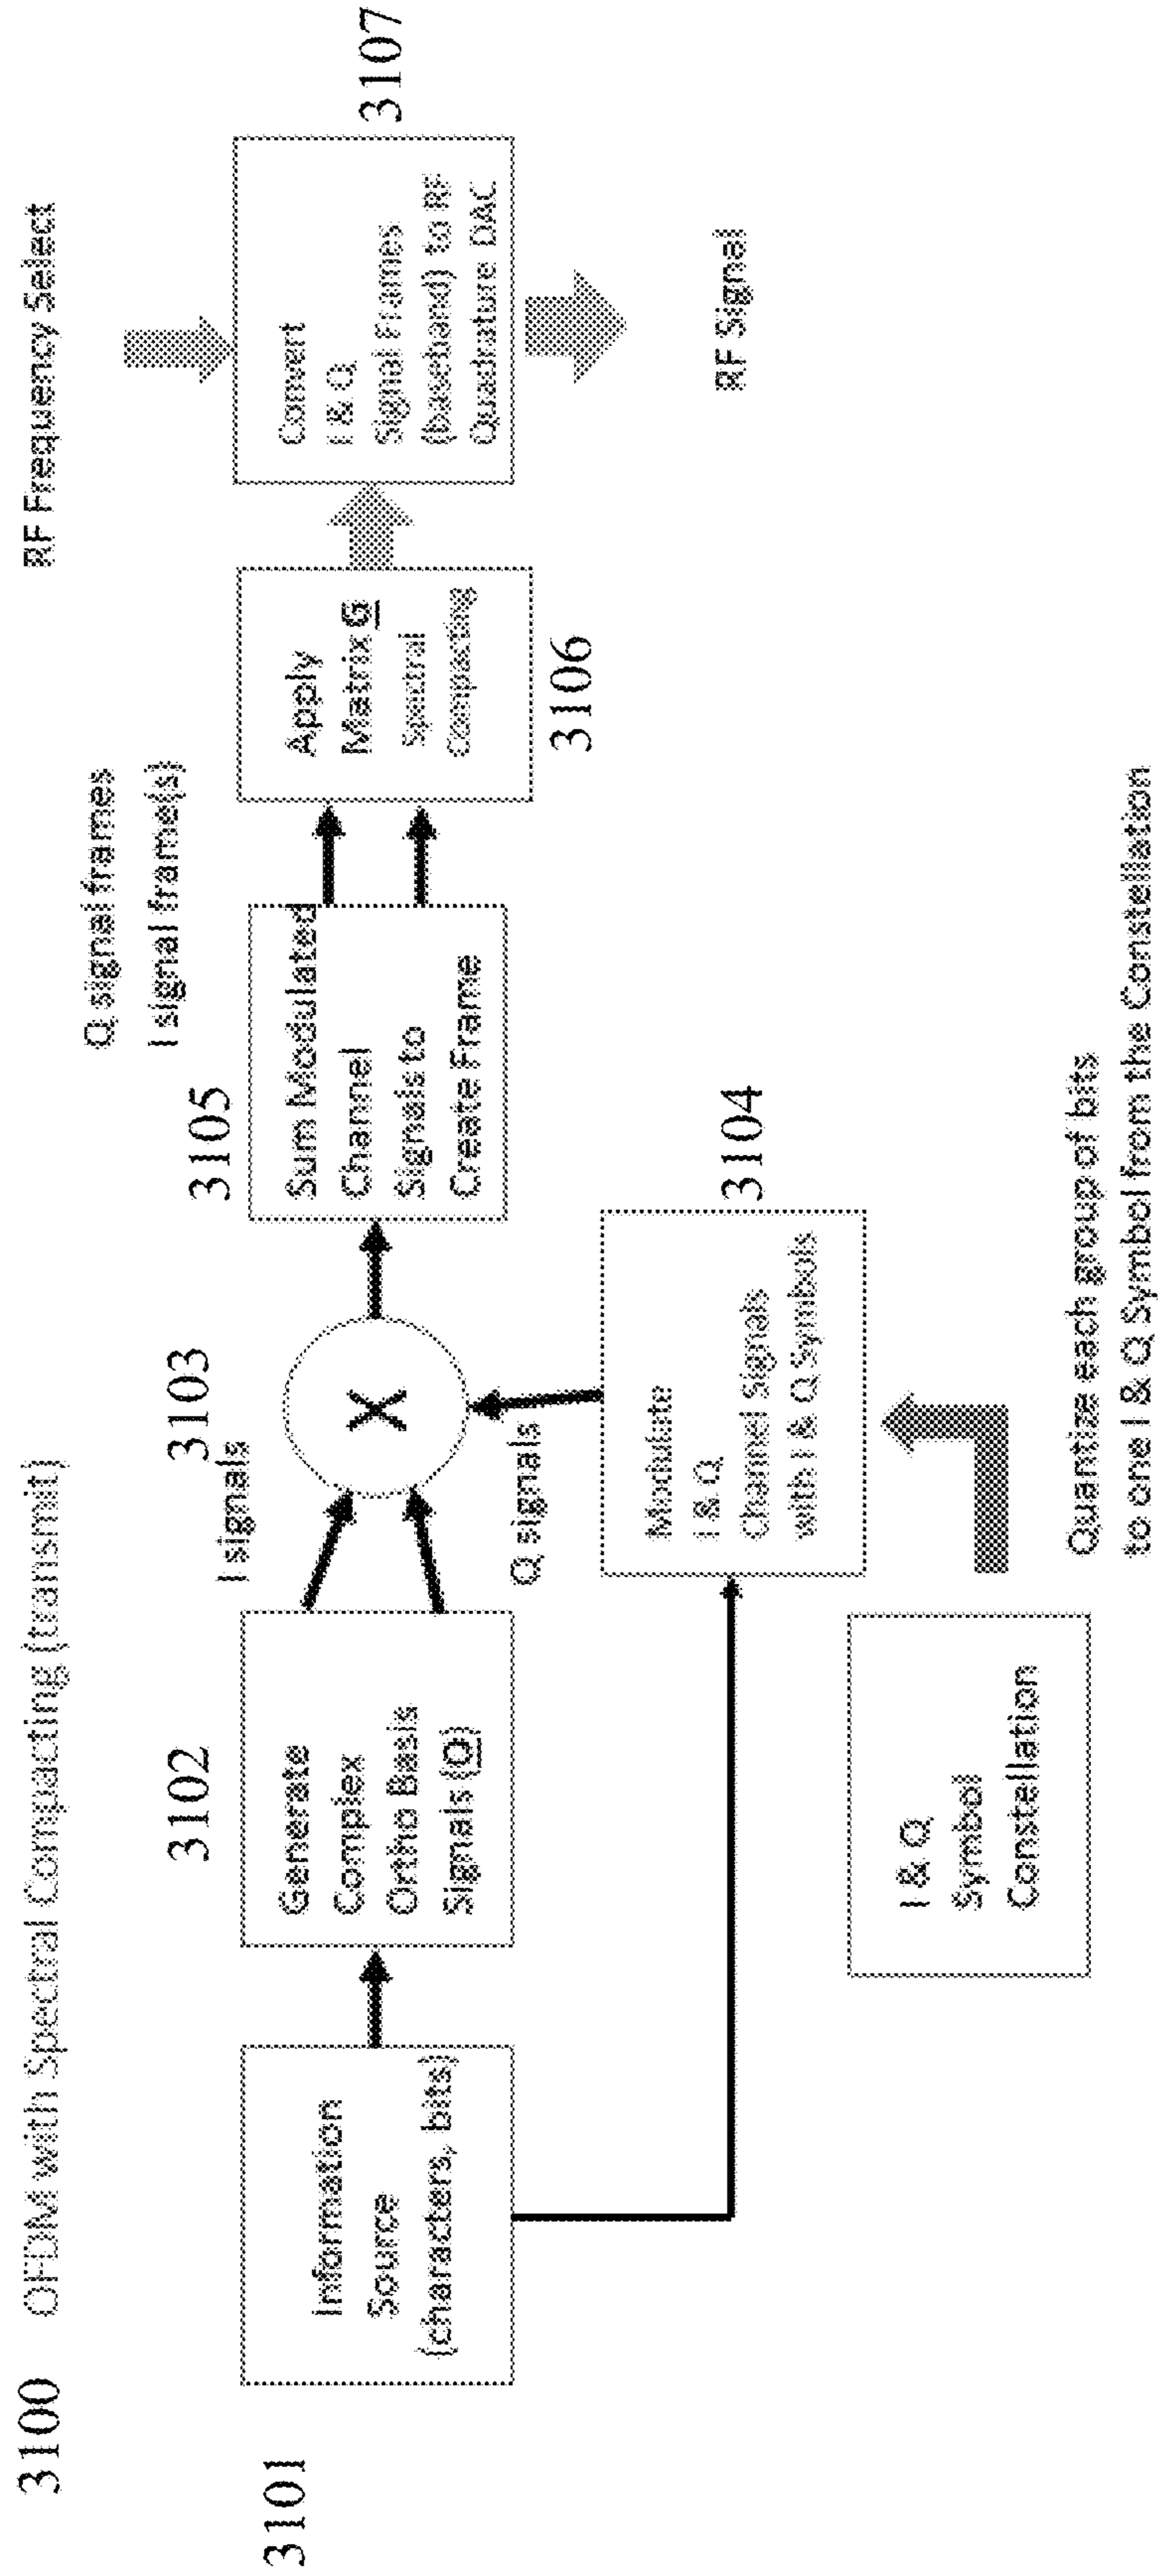 3100 OFDM with Spectral Compacting (transmit)
3101
Information
Source
(characters, bits)
3102
Generate
Complex
Ortho Basis
Signals (O)
I signals
3103
X
Q signals
3104
Modulate
I & Q
Channel Signals
with I & Q Symbols
I & Q
Symbol
Constellation
Quantize each group of bits
to one I & Q Symbol from the Constellation
3105
Sum Modulated
Channel
Signals to
Create Frame
Q signal frames
I signal frame(s)
Apply
Matrix G
Spectral
Compacting
3106
RF Frequency Select
Convert
I & Q
Signal Frames
(baseband) to RF
Quadrature DAC
3107
RF Signal